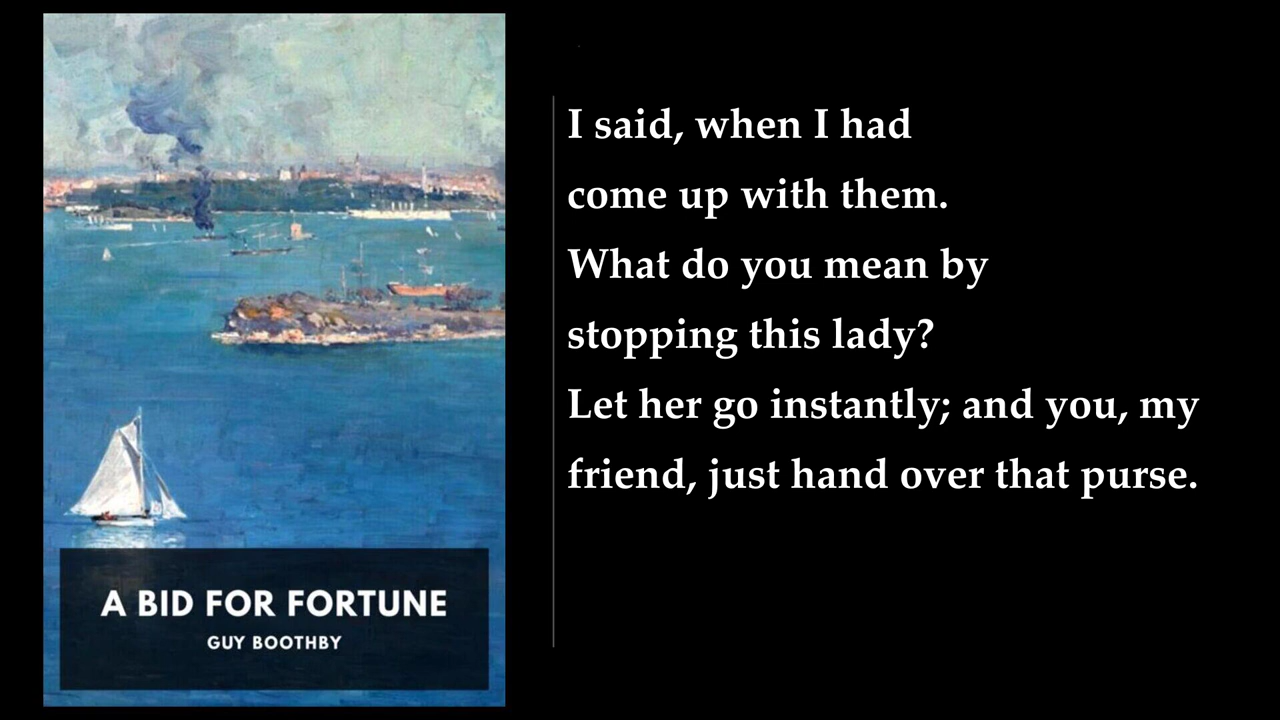 A BID FOR FORTUNE
GUY BOOTHBY
I said, when I had
come up with them.
What do you mean by
stopping this lady?
Let her go instantly; and you, my
friend, just hand over that purse.